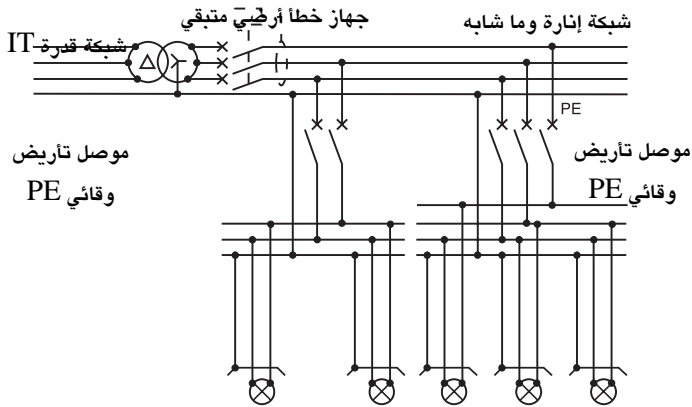 شبكة إنارة وما شابه
جهاز خطأ أرضي متبقي
شبكة قدرة IT
PE
موصل تأريض
وقائي PE
موصل تأريض
وقائي PE